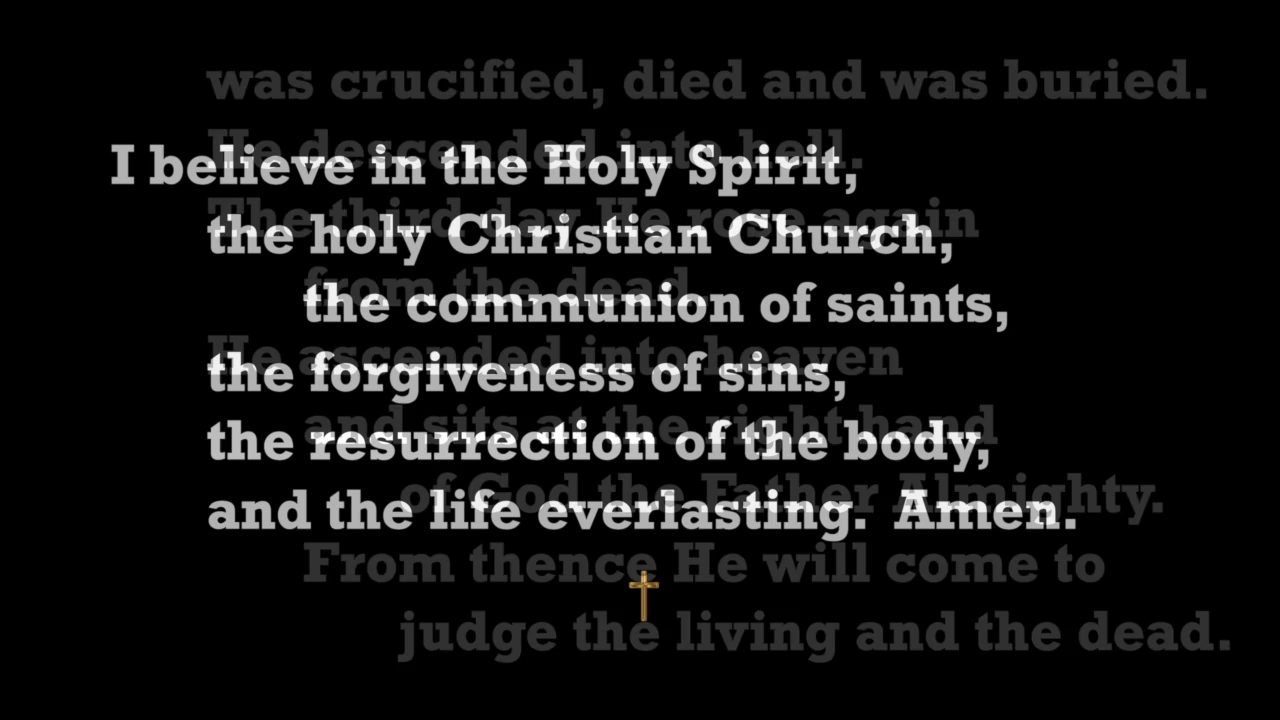 was crucified, died and was buried.
He descended into hell.
I believe in the Holy Spirit,
The third day He rose again
the holy Christian Church,
from the dead.
the communion of saints,
He ascended into heaven
the forgiveness of sins,
and sits at the right hand
the resurrection of the body,
of God the Father Almighty.
and the life everlasting. Amen.
From thence He will come to
judge the living and the dead.